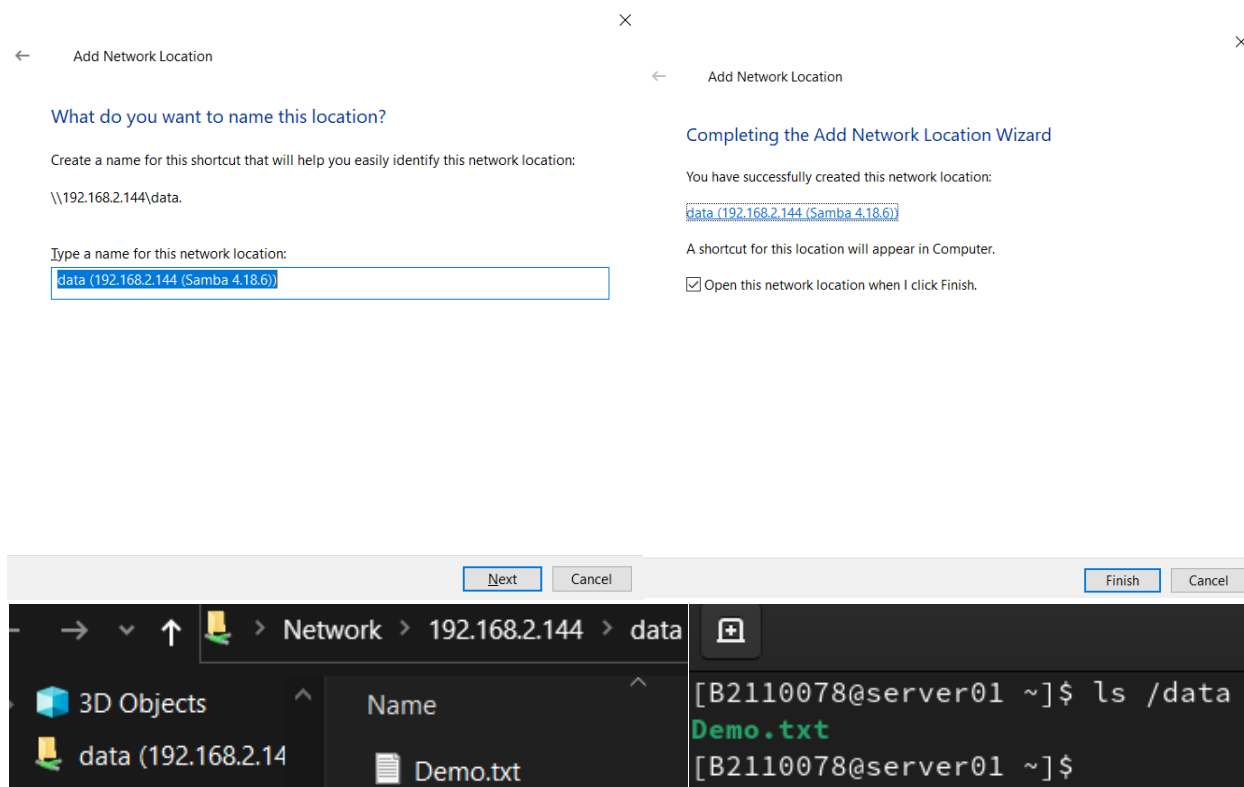 Add Network Location
What do you want to name this location?
Create a name for this shortcut that will help you easily identify this network location:
\\192.168.2.144\data.
Type a name for this network location:
data (192.168.2.144 (Samba 4.18.6))
Next
Cancel
Add Network Location
Completing the Add Network Location Wizard
You have successfully created this network location:
data (192.168.2.144 (Samba 4.18.6))
A shortcut for this location will appear in Computer.
Open this network location when I click Finish.
Finish
Cancel
Network > 192.168.2.144 > data
3D Objects
data (192.168.2.14
Name
Demo.txt
[B2110078@server01 ~]$ ls /data
Demo.txt
[B2110078@server01 ~]$